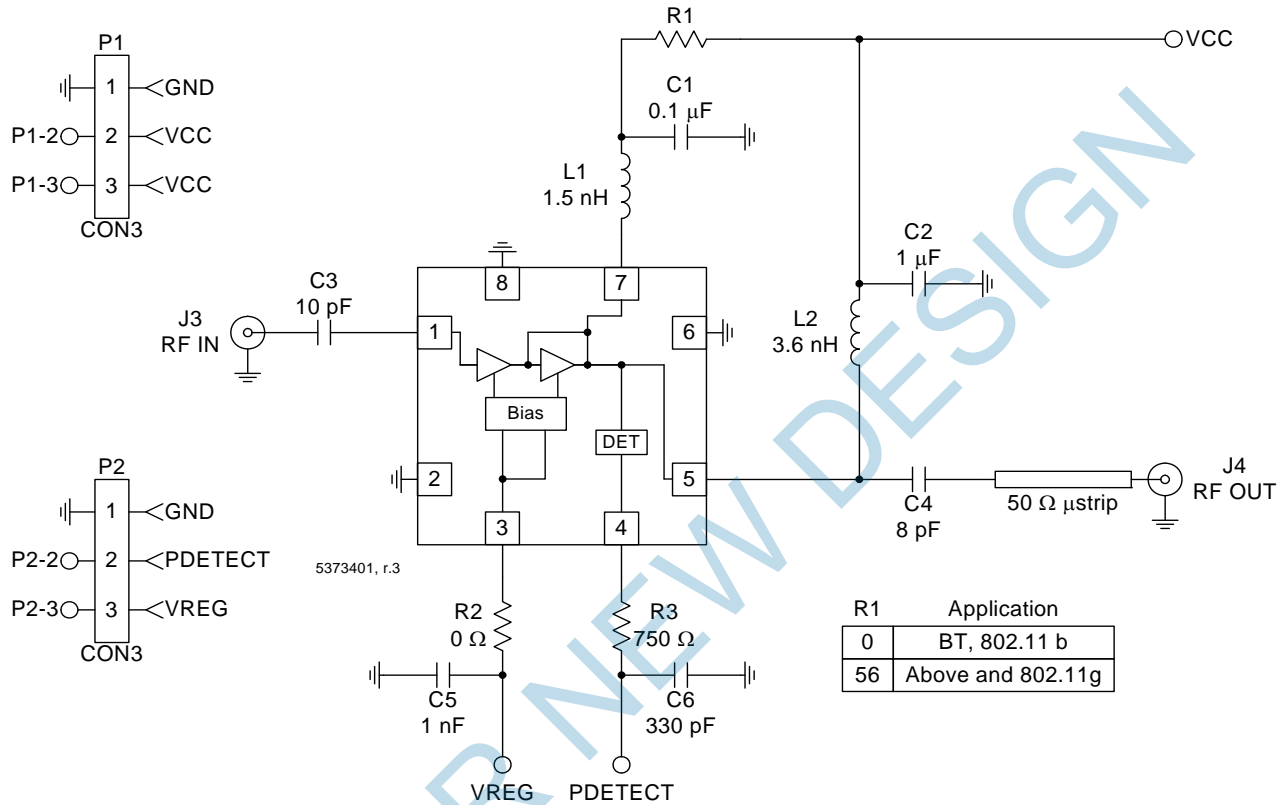 R1
VCC
P1
1
GND
P1-2
2
VCC
P1-3
3
VCC
CON3
C1
0.1 μF
L1
1.5 nH
C2
1 μF
L2
3.6 nH
C3
10 pF
J3
RF IN
8
7
1
6
Bias
DET
2
5
3
4
C4
8 pF
50 Ω μstrip
J4
RF OUT
P2
1
GND
P2-2
2
PDETECT
P2-3
3
VREG
CON3
5373401, r.3
R2
0 Ω
R3
750 Ω
C5
1 nF
C6
330 pF
VREG
PDETECT
R1 Application
0 BT, 802.11 b
56 Above and 802.11g
R NEW DESIGN